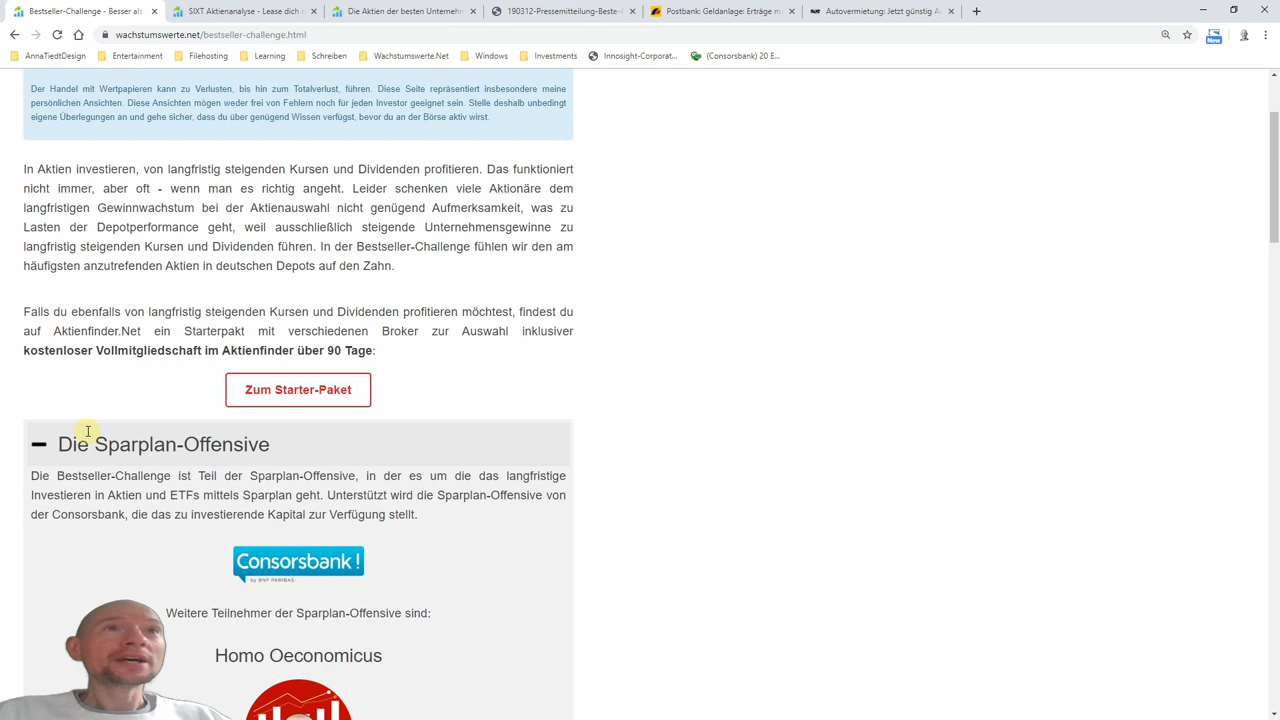 Bestseller-Challenge - Besser als
SIXT Aktienanalyse - Lease dich r
Die Aktien der besten Unternehm
190312-Pressemitteilung-Beste-A
Postbank: Geldanlage: Erträge m
Autovermietung: Jetzt günstig A
wachstumswerte.net/bestseller-challenge.html
New
AnnaTiedtDesign
Entertainment
Filehosting
Learning
Schreiben
Wachstumswerte.Net
Windows
Investments
Innosight-Corporat...
(Consorsbank) 20 E...
Der Handel mit Wertpapieren kann zu Verlusten, bis hin zum Totalverlust, führen. Diese Seite repräsentiert insbesondere meine
persönlichen Ansichten. Diese Ansichten mögen weder frei von Fehlern noch für jeden Investor geeignet sein. Stelle deshalb unbedingt
eigene Überlegungen an und gehe sicher, dass du über genügend Wissen verfügst, bevor du an der Börse aktiv wirst.
In Aktien investieren, von langfristig steigenden Kursen und Dividenden profitieren. Das funktioniert
nicht immer, aber oft - wenn man es richtig angeht. Leider schenken viele Aktionäre dem
langfristigen Gewinnwachstum bei der Aktienauswahl nicht genügend Aufmerksamkeit, was zu
Lasten der Depotperformance geht, weil ausschließlich steigende Unternehmensgewinne zu
langfristig steigenden Kursen und Dividenden führen. In der Bestseller-Challenge fühlen wir den am
häufigsten anzutrefenden Aktien in deutschen Depots auf den Zahn.
Falls du ebenfalls von langfristig steigenden Kursen und Dividenden profitieren möchtest, findest du
auf Aktienfinder.Net ein Starterpakt mit verschiedenen Broker zur Auswahl inklusiver
kostenloser Vollmitgliedschaft im Aktienfinder über 90 Tage:
Zum Starter-Paket
Die Sparplan-Offensive
Die Bestseller-Challenge ist Teil der Sparplan-Offensive, in der es um die das langfristige
Investieren in Aktien und ETFs mittels Sparplan geht. Unterstützt wird die Sparplan-Offensive von
der Consorsbank, die das zu investierende Kapital zur Verfügung stellt.
Consorsbank!
by BNP PARIBAS
Weitere Teilnehmer der Sparplan-Offensive sind:
Homo Oeconomicus